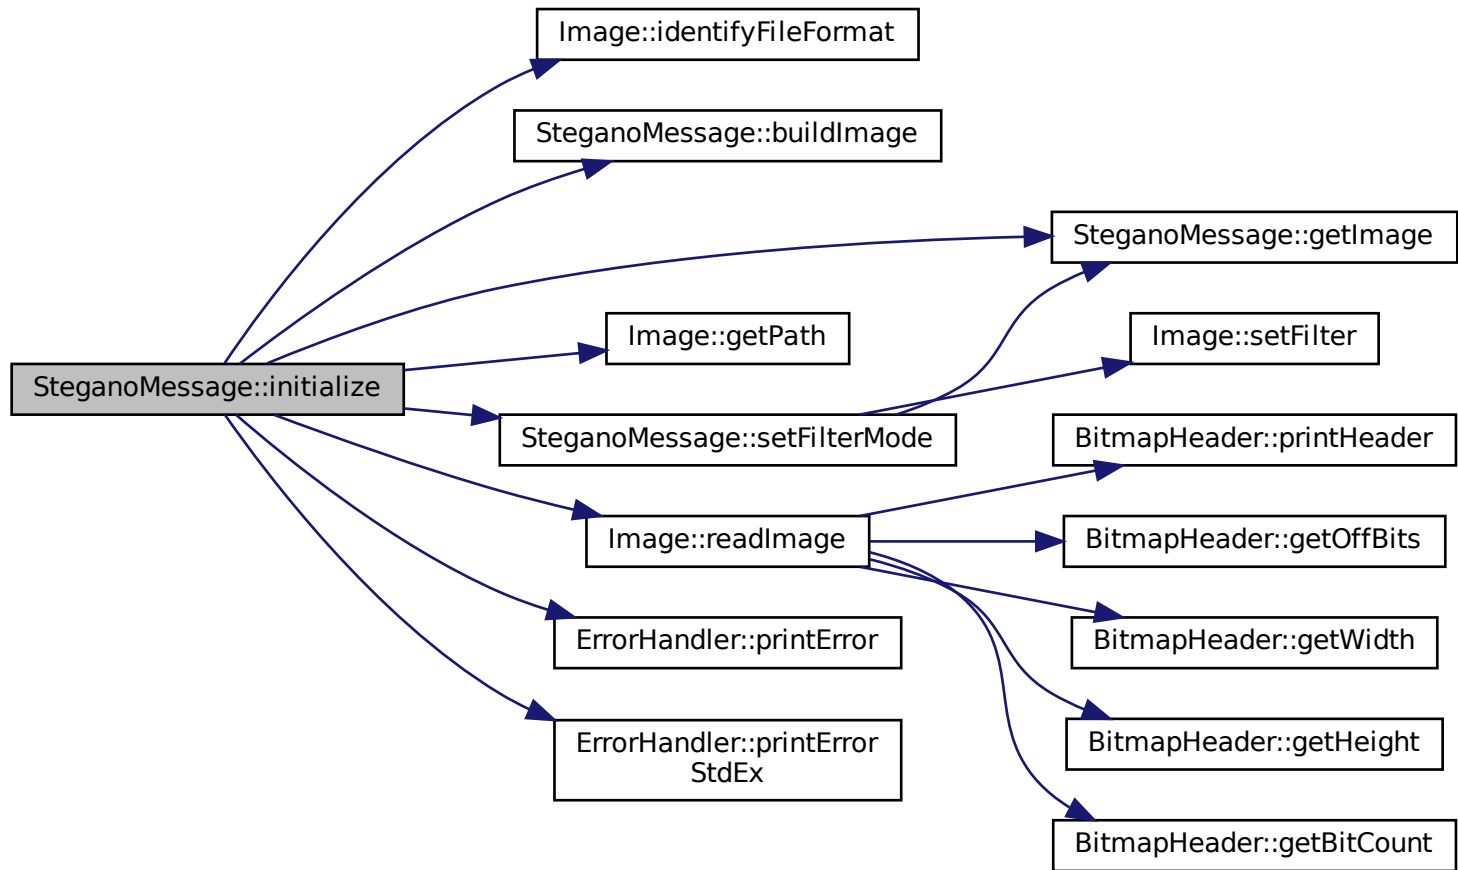 Image::identifyFileFormat
SteganoMessage::buildImage
SteganoMessage::getImage
Image::getPath
Image::setFilter
SteganoMessage::initialize
SteganoMessage::setFilterMode
BitmapHeader::printHeader
Image::readImage
BitmapHeader::getOffBits
ErrorHandler::printError
BitmapHeader::getWidth
ErrorHandler::printError
StdEx
BitmapHeader::getHeight
BitmapHeader::getBitCount